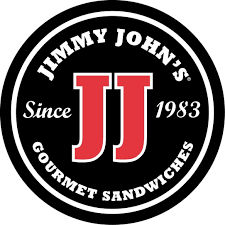 JIMMY JOHN'S®
Since JJ 1983
GOURMET SANDWICHES